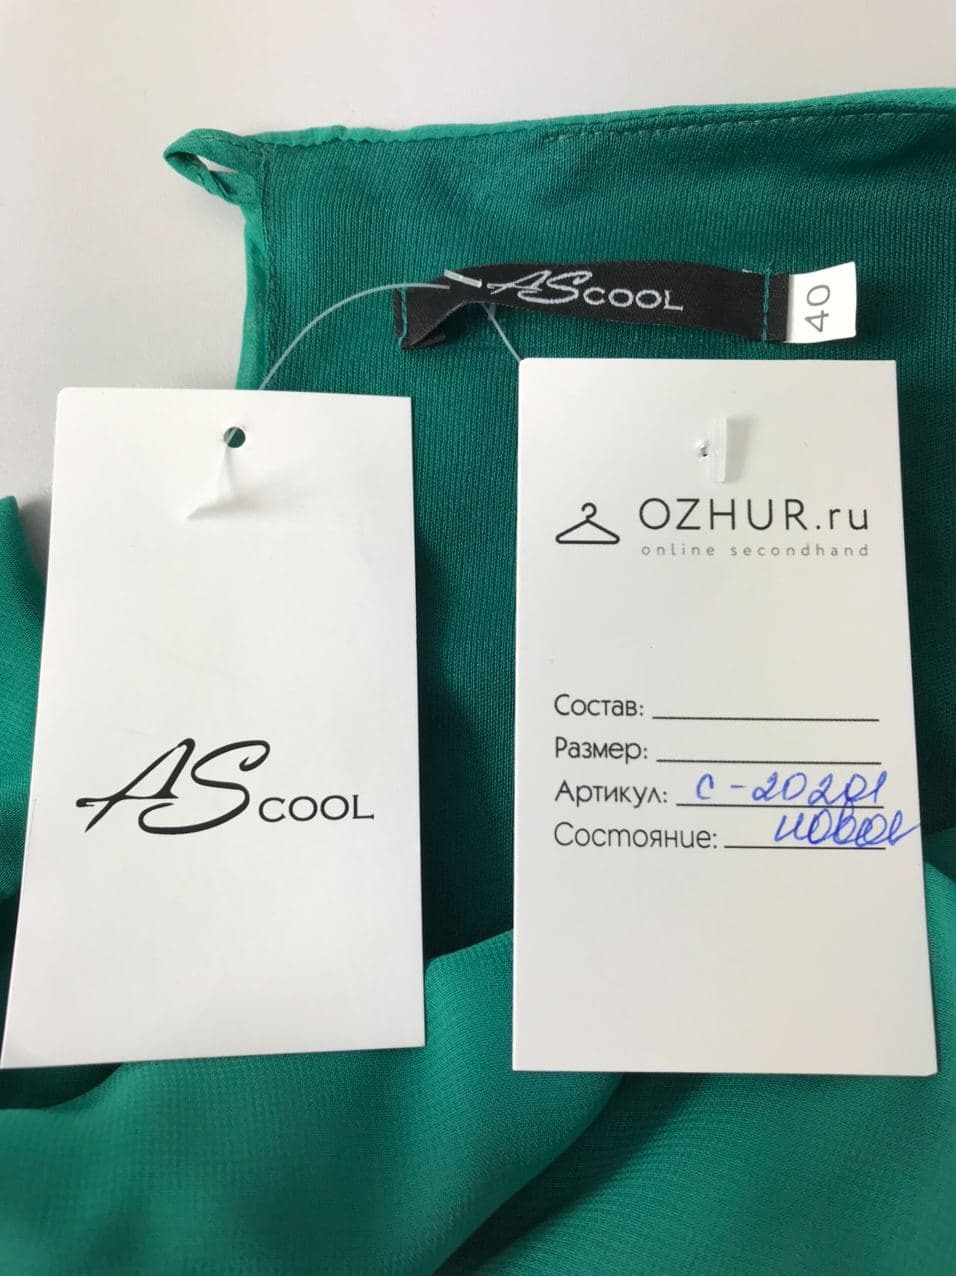 AS COOL
40
AS COOL
OZHUR.ru
online secondhand
Состав:
Размер:
Артикул: С-20201
Состояние: новое